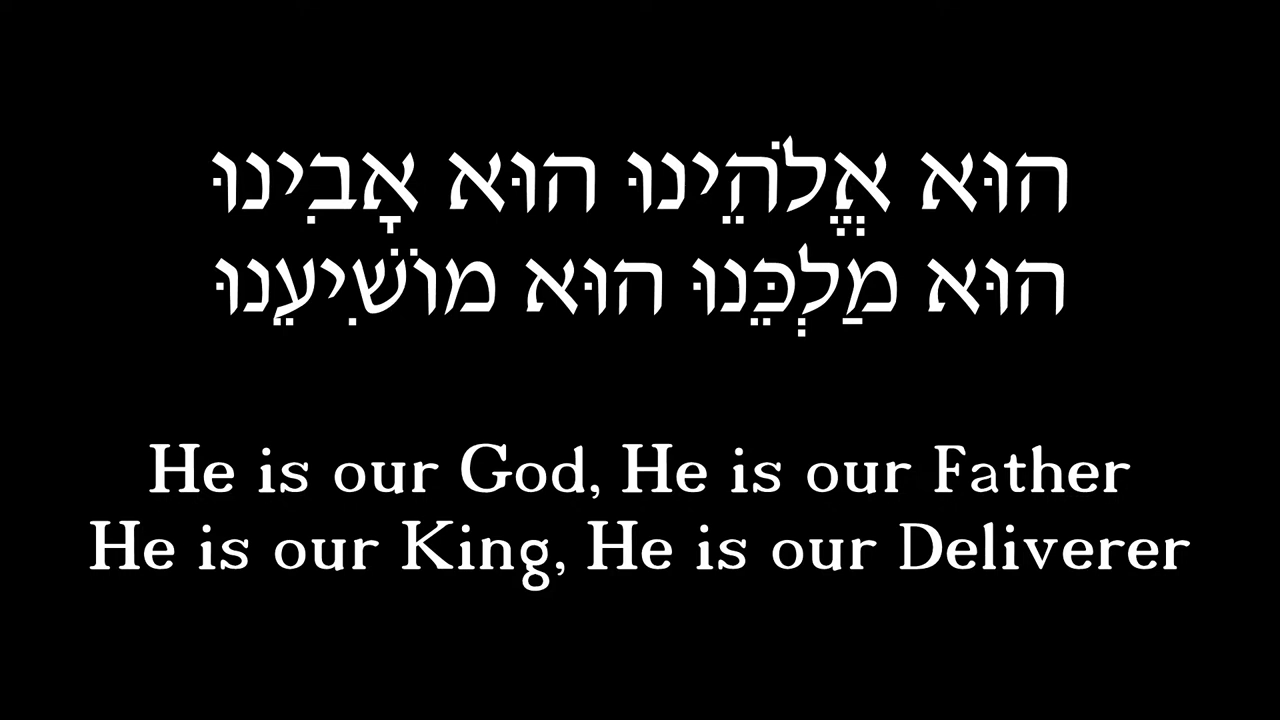 הוּא אֱלֹהֵינוּ הוּא אָבִינוּ
הוּא מַלְכֵּנוּ הוּא מוֹשִׁיעֵנוּ
He is our God, He is our Father
He is our King, He is our Deliverer